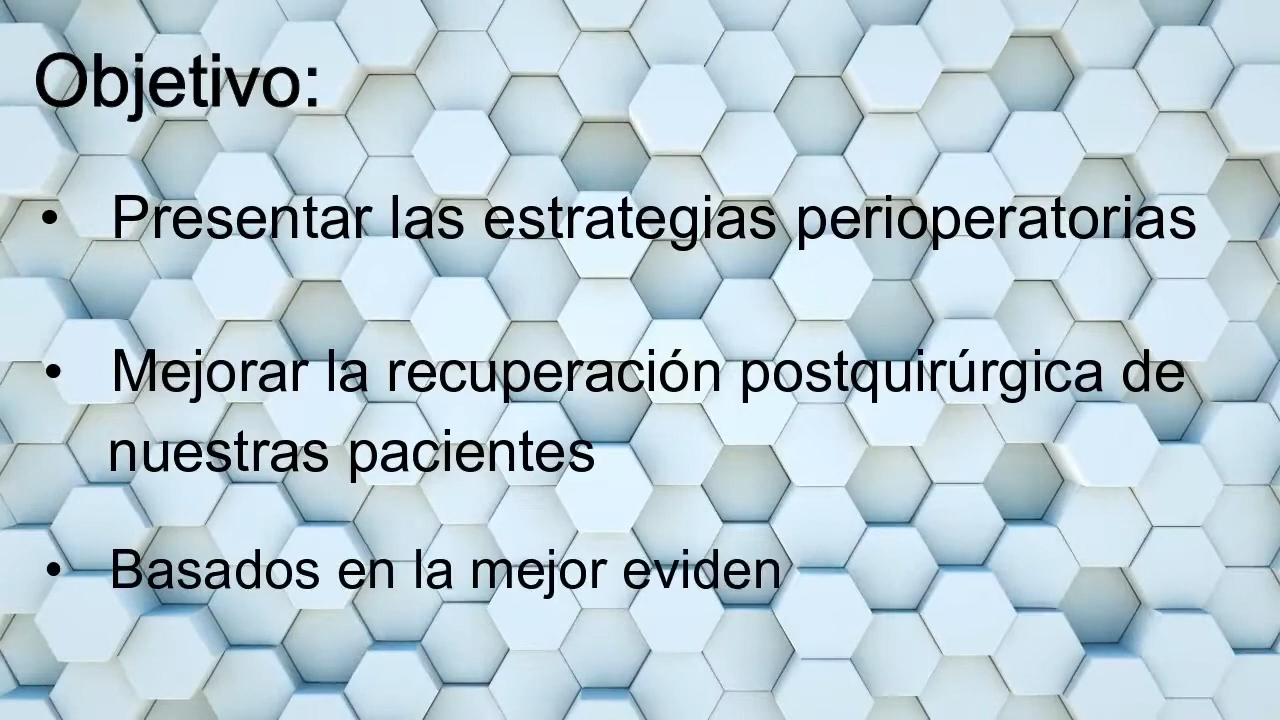 Objetivo:
• Presentar las estrategias perioperatorias
• Mejorar la recuperación postquirúrgica de
nuestras pacientes
• Basados en la mejor eviden